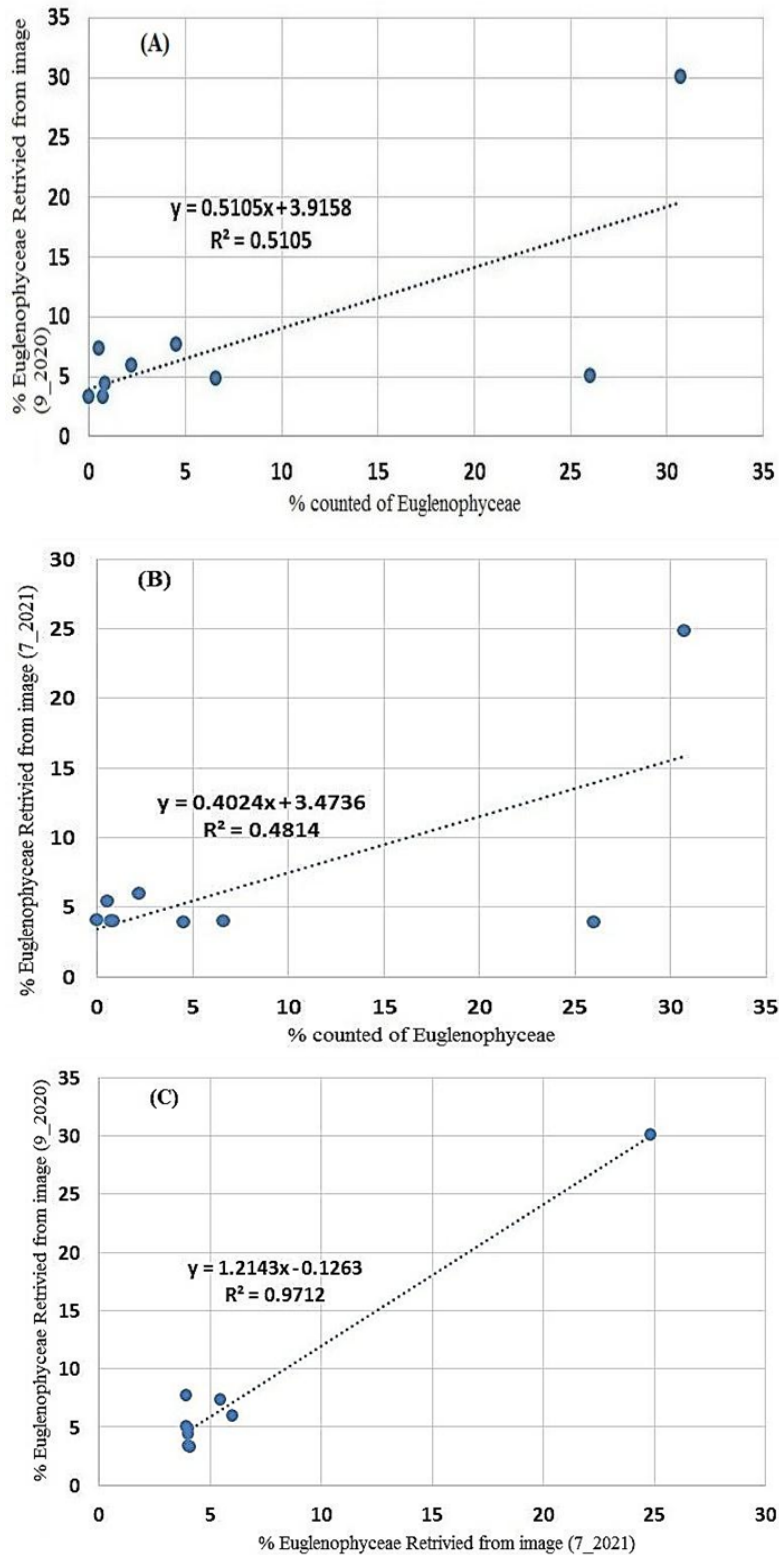 (A)
% Euglenophyceae Retrivied from image
(9_2020)
35
30
25
20
15
10
5
0
y = 0.5105x+3.9158
R² = 0.5105
0 5 10 15 20 25 30 35
% counted of Euglenophyceae
(B)
% Euglenophyceae Retrivied from image (7_2021)
30
25
20
15
10
5
0
y = 0.4024x+3.4736
R² = 0.4814
0 5 10 15 20 25 30 35
% counted of Euglenophyceae
(C)
% Euglenophyceae Retrivied from image (9_2020)
35
30
25
20
15
10
5
0
y = 1.2143x-0.1263
R² = 0.9712
0 5 10 15 20 25 30
% Euglenophyceae Retrivied from image (7_2021)